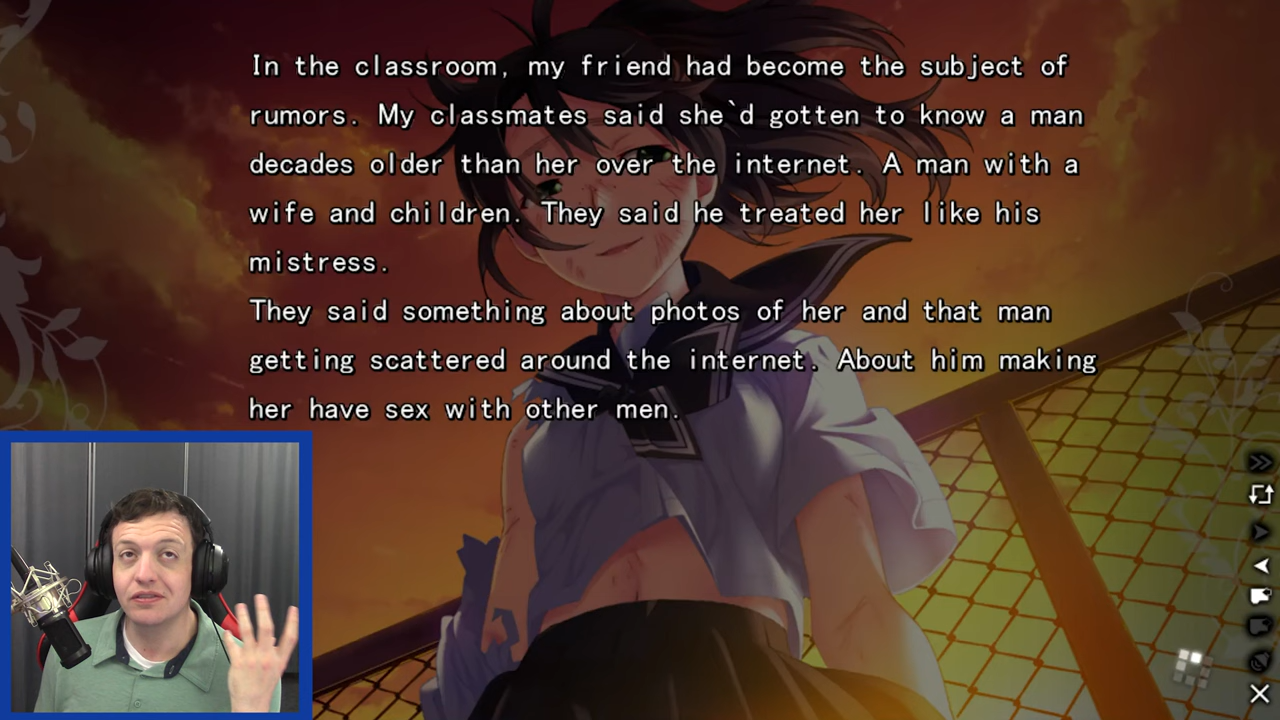 In the classroom, my friend had become the subject of
rumors. My classmates said she`d gotten to know a man
decades older than her over the internet. A man with a
wife and children. They said he treated her like his
mistress.
They said something about photos of her and that man
getting scattered around the internet. About him making
her have sex with other men.